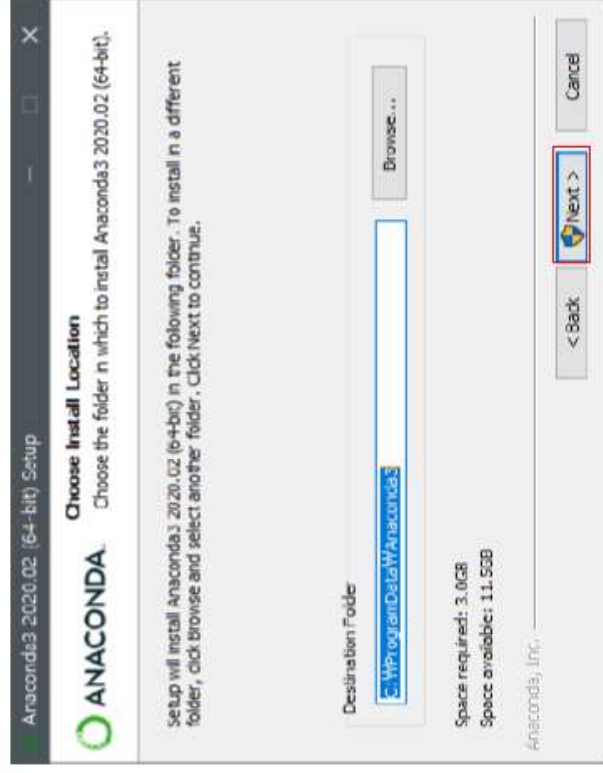 Anaconda3 2020.02 (64-bit) Setup
ANACONDA.
Choose Install Location
Choose the folder in which to install Anaconda3 2020.02 (64-bit).
Setup will install Anaconda3 2020.02 (64-bit) in the following folder. To install in a different
folder, click Browse and select another folder. Click Next to continue.
Destination Folder
C:₩ProgramData₩Anaconda3
Browse...
Space required: 3.0GB
Space available: 11.5GB
Anaconda, Inc.
< Back
Next >
Cancel